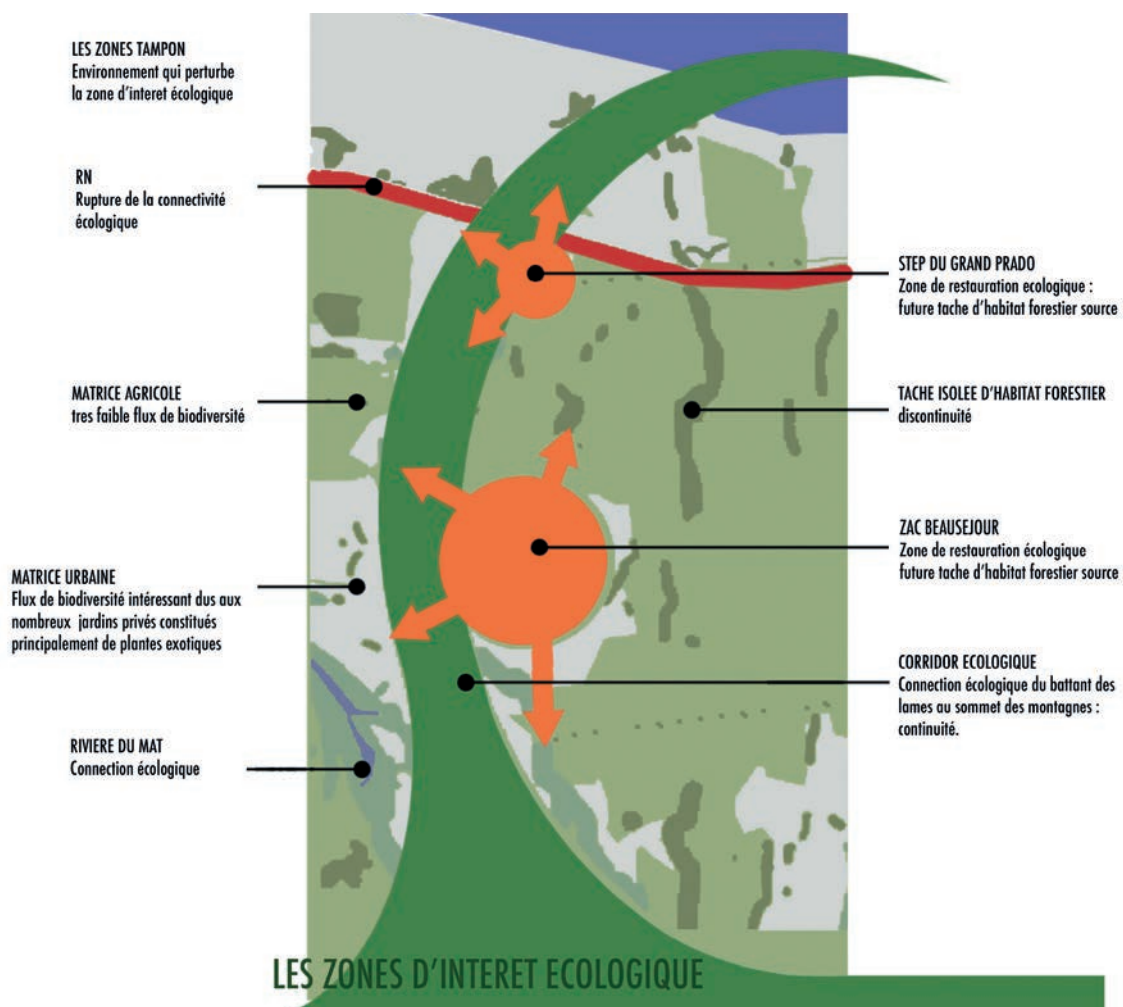 LES ZONES TAMPON
Environnement qui perturbe
la zone d'interet écologique
RN
Rupture de la connectivité
écologique
MATRICE AGRICOLE
tres faible flux de biodiversité
MATRICE URBAINE
Flux de biodiversité intéressant dus aux
nombreux jardins privés constitués
principalement de plantes exotiques
RIVIERE DU MAT
Connection écologique
STEP DU GRAND PRADO
Zone de restauration ecologique :
future tache d'habitat forestier source
TACHE ISOLEE D'HABITAT FORESTIER
discontinuité
ZAC BEAUSEJOUR
Zone de restauration écologique
future tache d'habitat forestier source
CORRIDOR ECOLOGIQUE
Connection écologique du battant des
lames au sommet des montagnes :
continuité.
LES ZONES D'INTERET ECOLOGIQUE